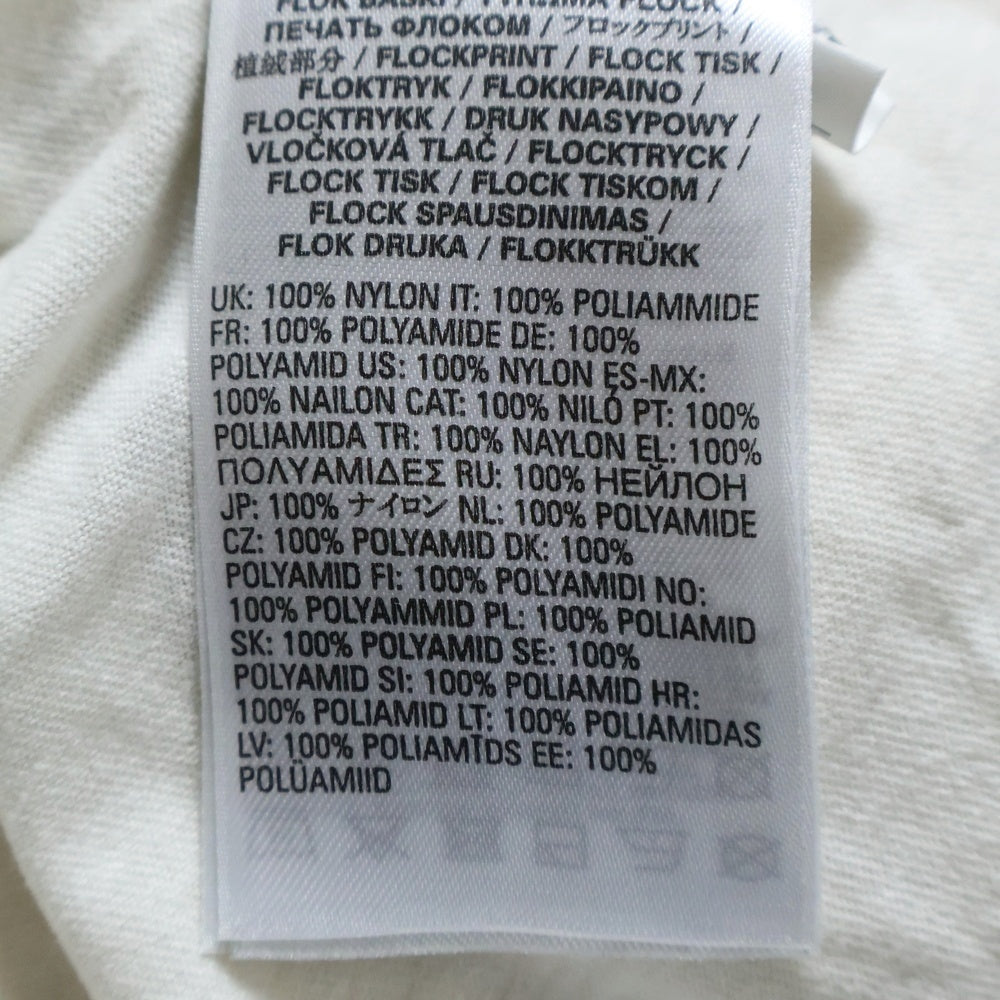 FLOK BASKI /
ПЕЧАТЬ ФЛОКОМ / フロックプリント /
植絨部分 / FLOCKPRINT / FLOCK TISK /
FLOKTRYK / FLOKKIPAINO /
FLOCKTRYKK / DRUK NASYPOWY /
VLOČKOVÁ TLAČ / FLOCKTRYCK /
FLOCK TISK / FLOCK TISKOM /
FLOCK SPAUSDINIMAS /
FLOK DRUKA / FLOKKTRÜKK
UK: 100% NYLON IT: 100% POLIAMMIDE
FR: 100% POLYAMIDE DE: 100%
POLYAMID US: 100% NYLON ES-MX:
100% NAILON CAT: 100% NILÓ PT: 100%
POLIAMIDA TR: 100% NAYLON EL: 100%
ΠΟΛΥΑΜΙΔΕΣ RU: 100% НЕЙЛОН
JP: 100% ナイロン NL: 100% POLYAMIDE
CZ: 100% POLYAMID DK: 100%
POLYAMID FI: 100% POLYAMIDI NO:
100% POLYAMMID PL: 100% POLIAMID
SK: 100% POLYAMID SE: 100%
POLYAMID SI: 100% POLIAMID HR:
100% POLIAMID LT: 100% POLIAMIDAS
LV: 100% POLIAMĪDS EE: 100%
POLÜAMIID